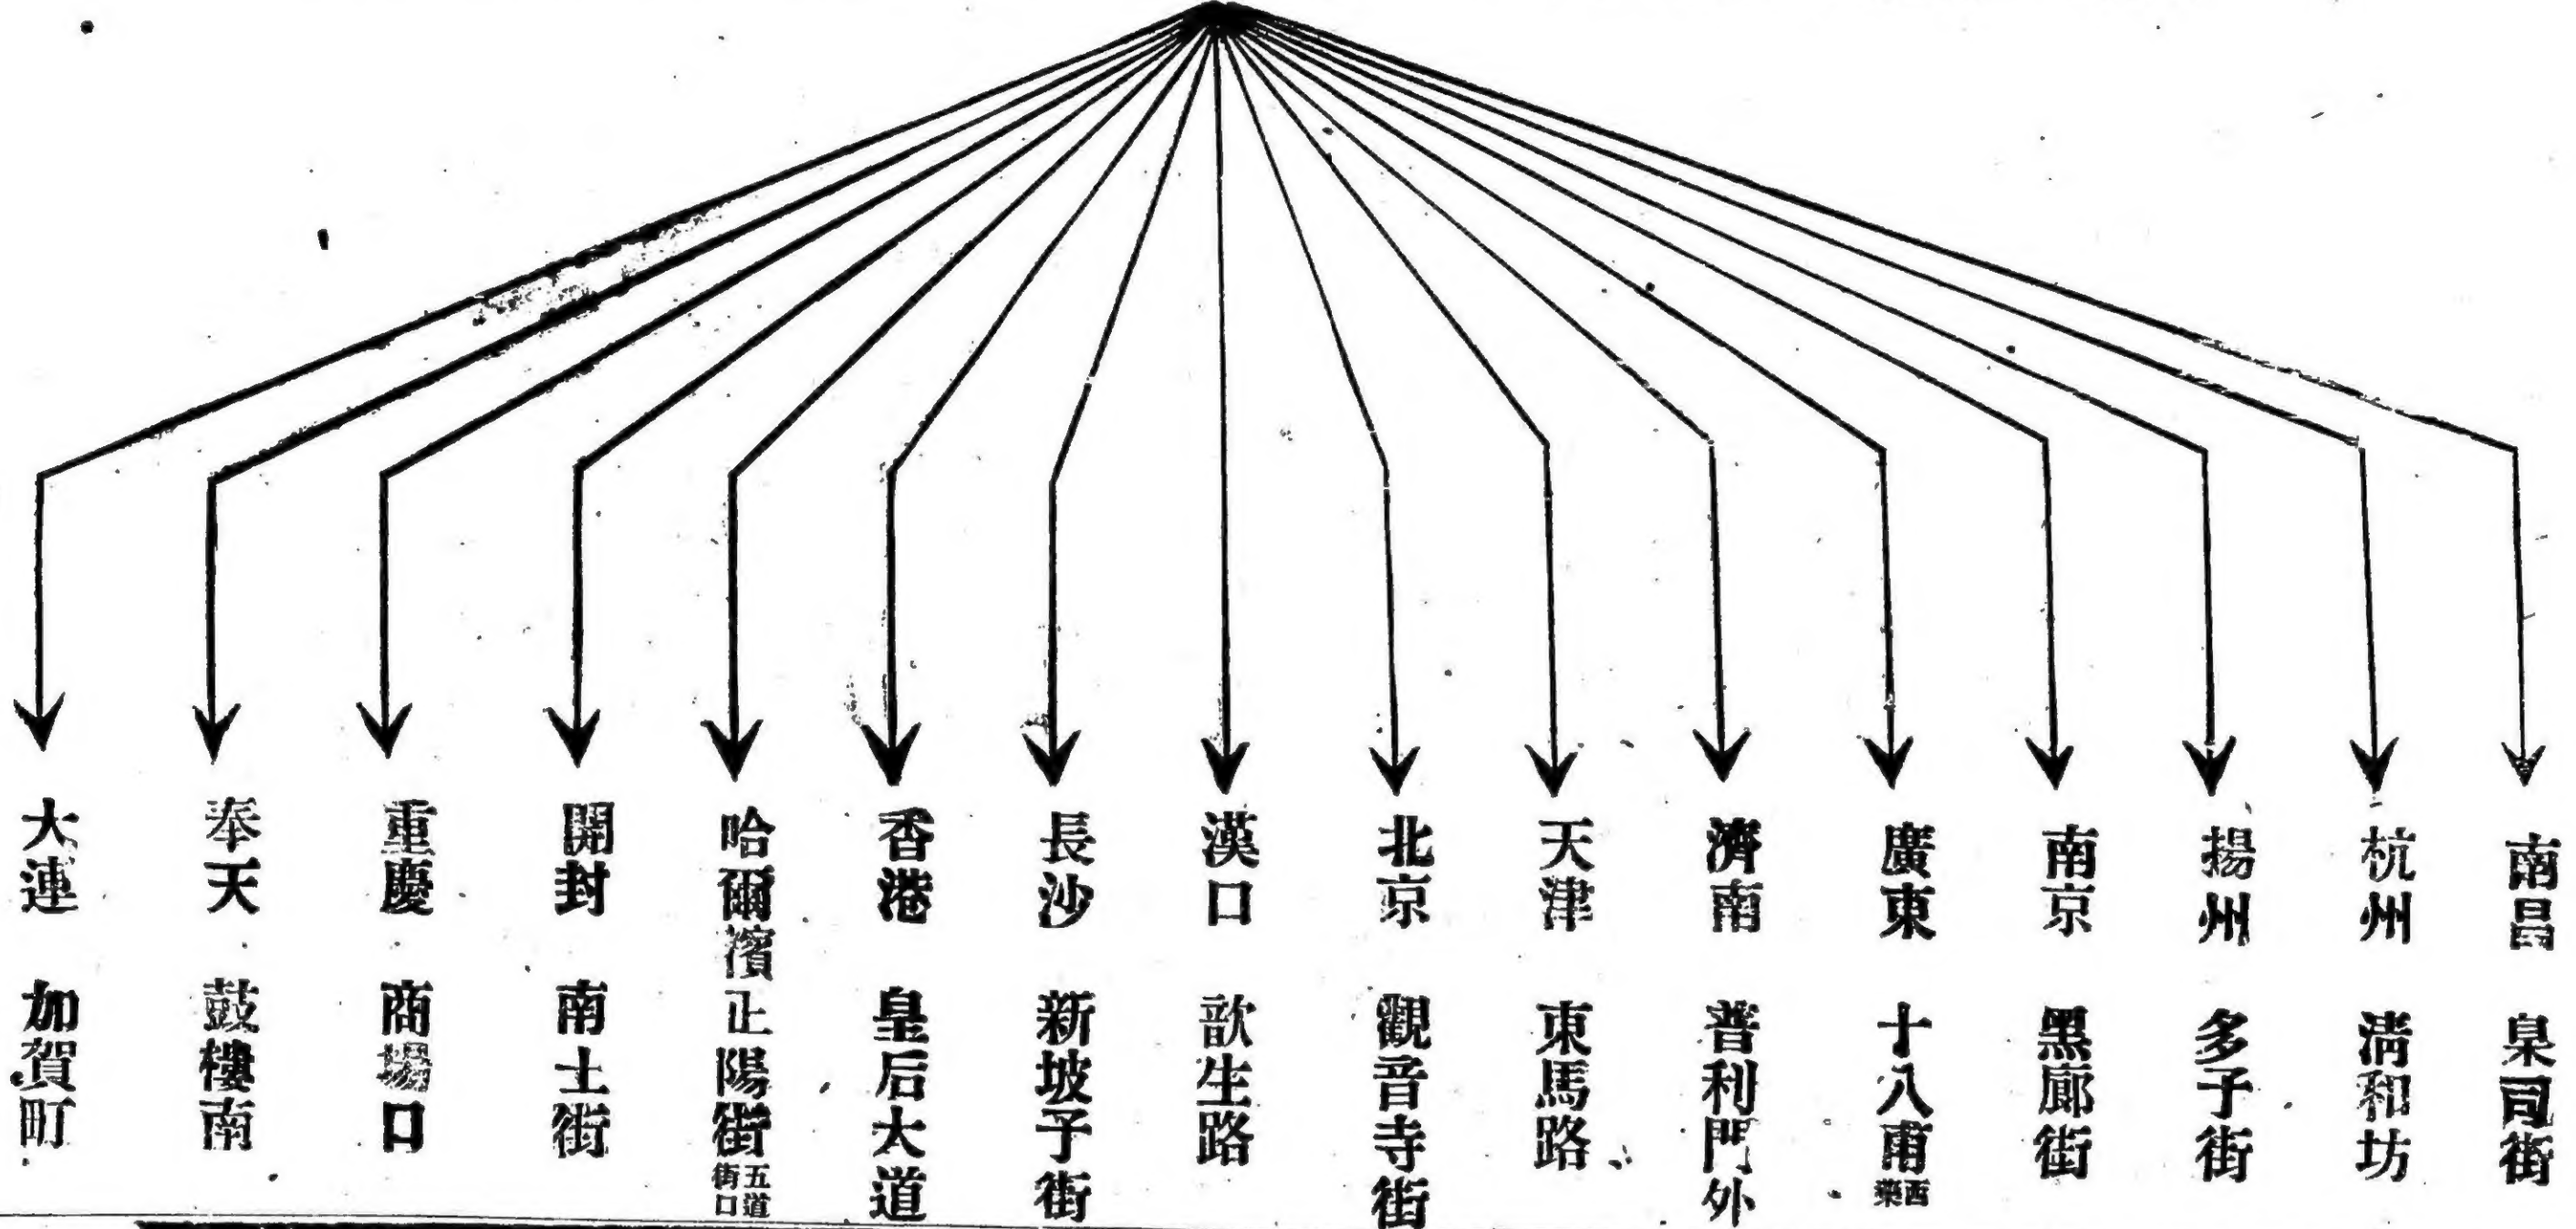 南昌 臬司街
杭州 清和坊
揚州 多子街
南京 黑廊街
廣東 十八甫 西樂
濟南 普利門外
天津 東馬路
北京 觀音寺街
漢口 歆生路
長沙 新坡子街
香港 皇后大道
哈爾濱 正陽街 五道街口
開封 南土街
重慶 商場口
奉天 鼓樓南
大連 加賀町